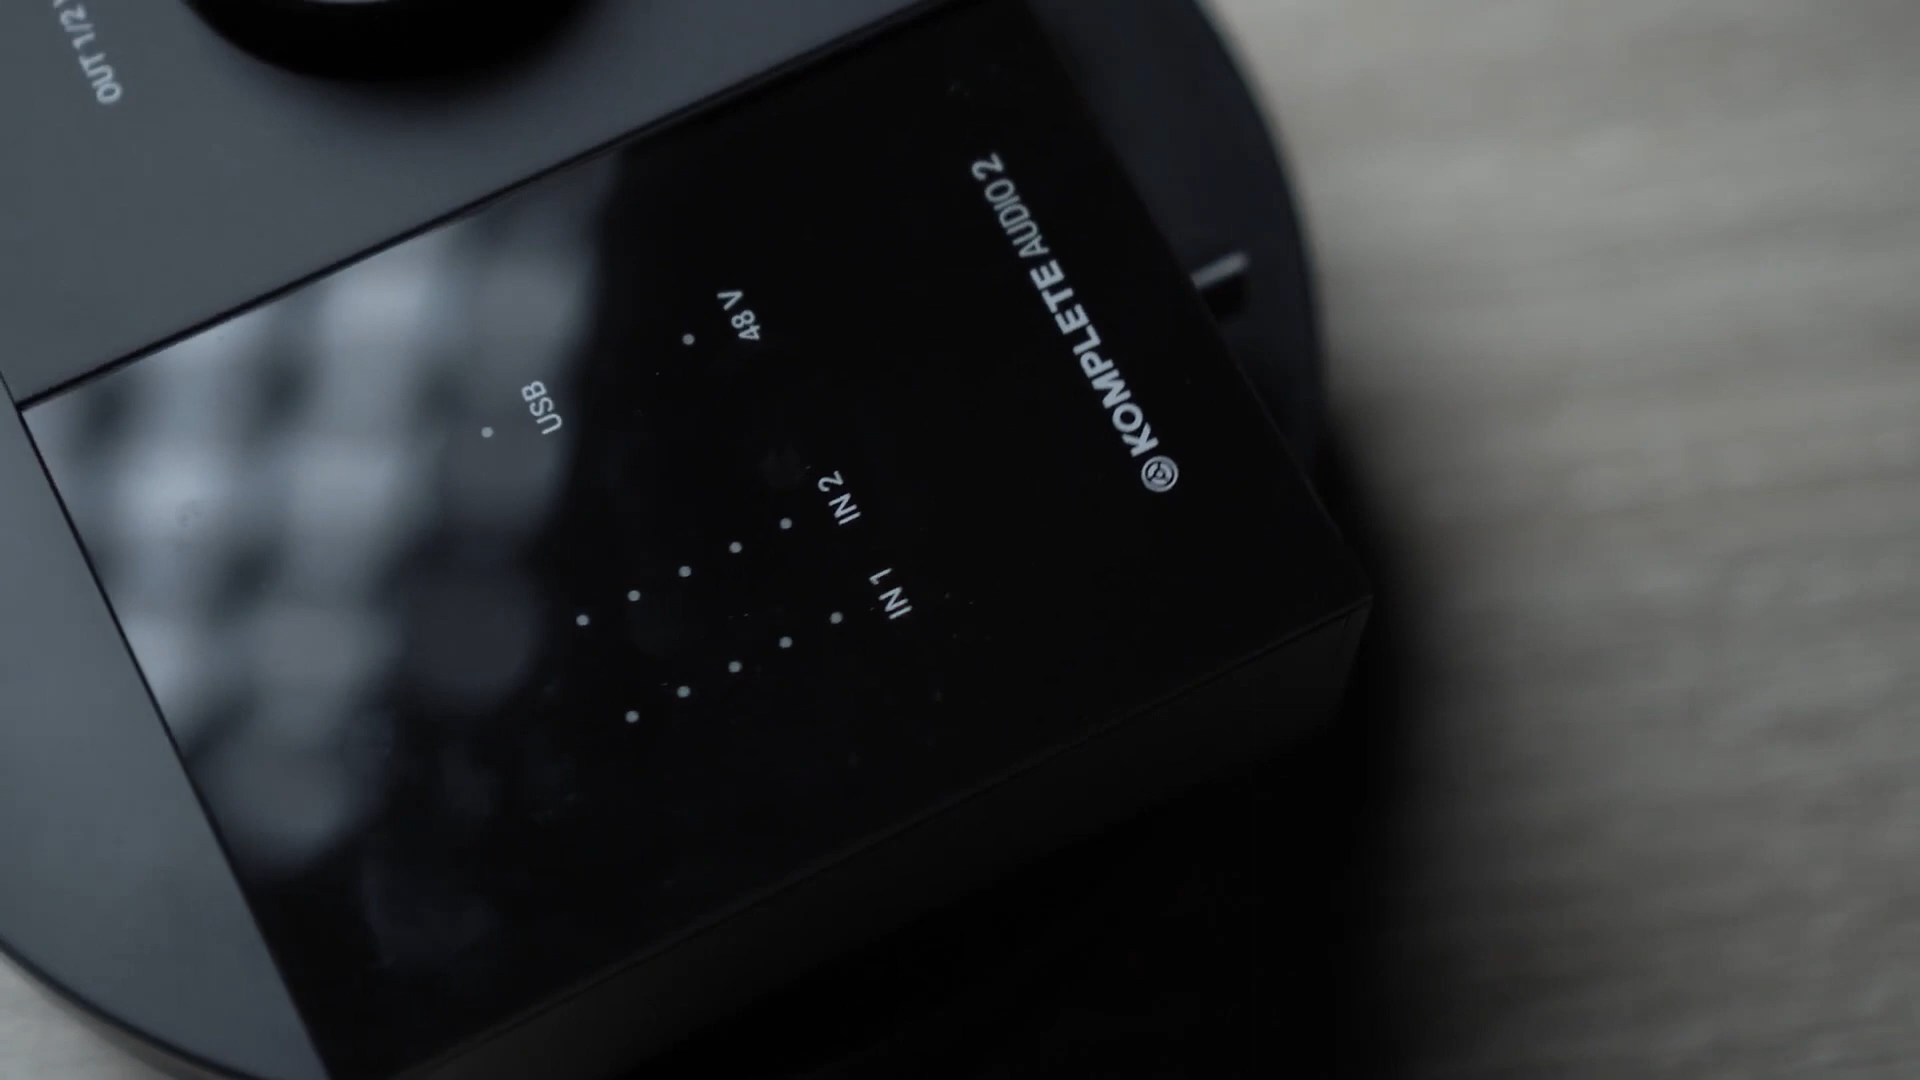 OUT 1/2
KOMPLETE AUDIO 2
IN 1
IN 2
USB
48 V